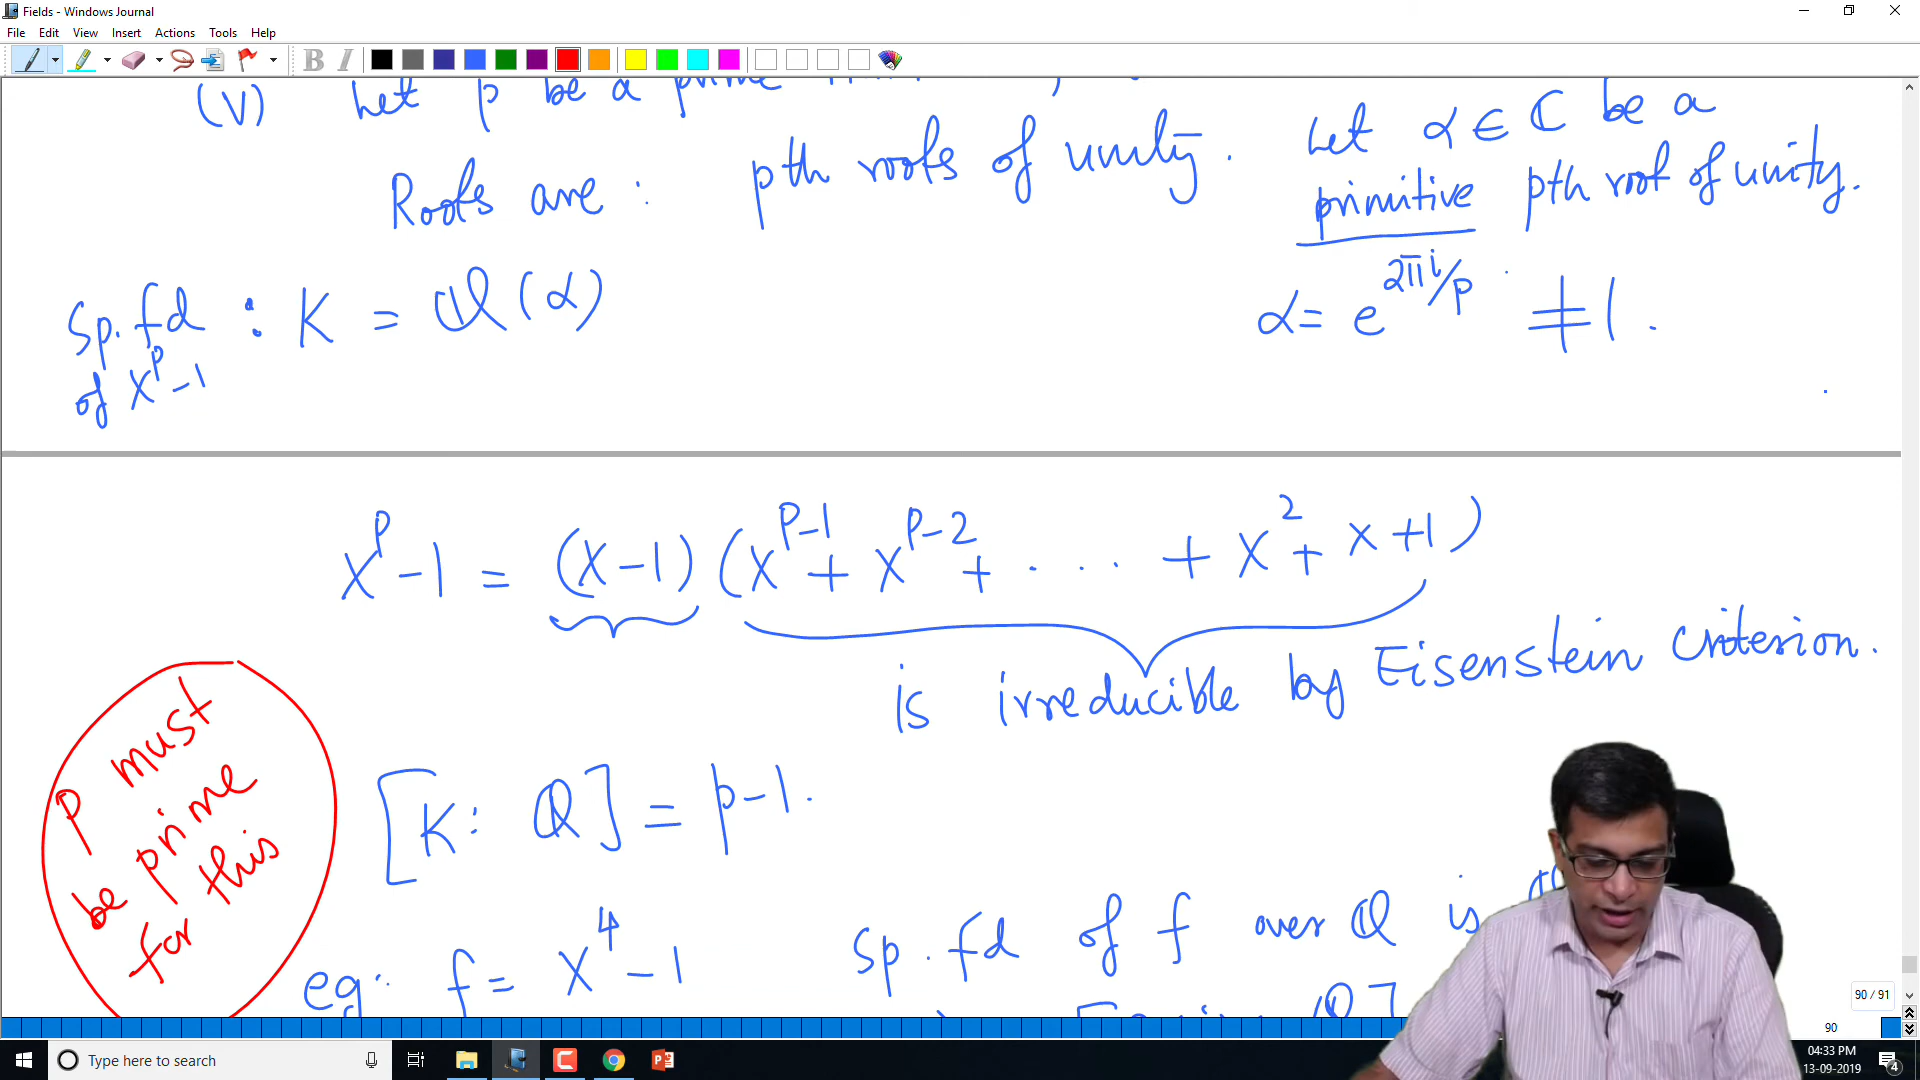 Fields - Windows Journal
File Edit View Insert Actions Tools Help
B I
(V) Let p be a prime
Roots are : pth roots of unity.
Let α ∈ ℂ be a
primitive pth root of unity.
α = e^{2πi/p} ≠ 1.
Sp. fd : K = ℚ(α)
of X^p - 1
X^p - 1 = (X - 1) (X^{p-1} + X^{p-2} + . . . + X^2 + X + 1)
is irreducible by Eisenstein criterion.
p must
be prime
for this
[K : ℚ] = p-1.
eg: f = X^4 - 1 Sp. fd of f over ℚ is
90 / 91
90
Type here to search
04:33 PM
13-09-2019
4